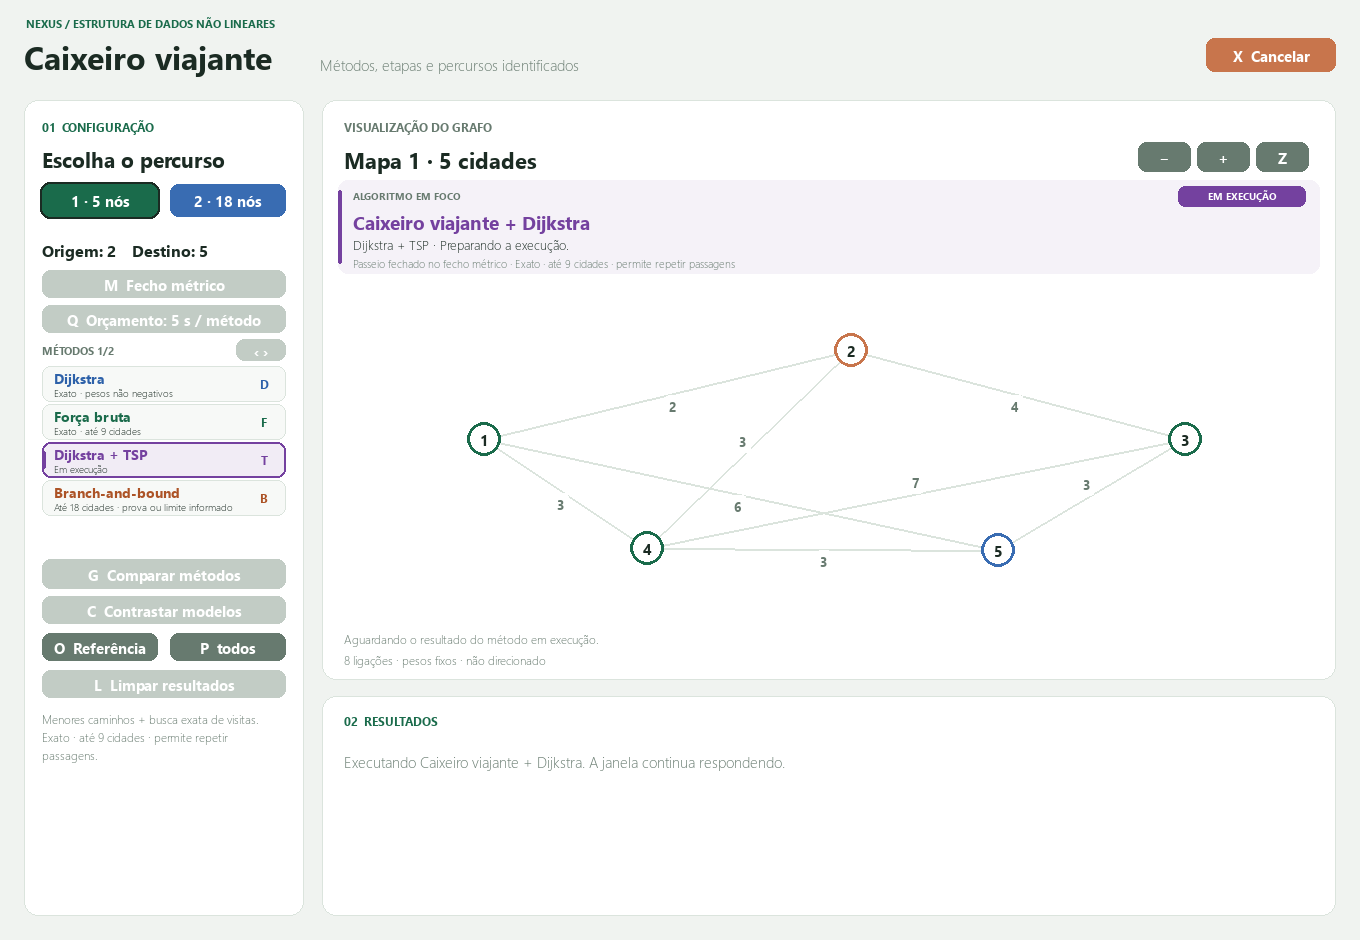 NEXUS / ESTRUTURA DE DADOS NÃO LINEARES
Caixeiro viajante
Métodos, etapas e percursos identificados
X Cancelar
01 CONFIGURAÇÃO
Escolha o percurso
1 · 5 nós
2 · 18 nós
Origem: 2 Destino: 5
M Fecho métrico
Q Orçamento: 5 s / método
MÉTODOS 1/2
‹ ›
Dijkstra
Exato · pesos não negativos
D
Força bruta
Exato · até 9 cidades
F
Dijkstra + TSP
Em execução
T
Branch-and-bound
Até 18 cidades · prova ou limite informado
B
G Comparar métodos
C Contrastar modelos
O Referência
P todos
L Limpar resultados
Menores caminhos + busca exata de visitas.
Exato · até 9 cidades · permite repetir
passagens.
VISUALIZAÇÃO DO GRAFO
Mapa 1 · 5 cidades
–
+
Z
ALGORITMO EM FOCO
EM EXECUÇÃO
Caixeiro viajante + Dijkstra
Dijkstra + TSP · Preparando a execução.
Passeio fechado no fecho métrico · Exato · até 9 cidades · permite repetir passagens
2
2
4
1
3
3
7
3
3
6
4
5
3
Aguardando o resultado do método em execução.
8 ligações · pesos fixos · não direcionado
02 RESULTADOS
Executando Caixeiro viajante + Dijkstra. A janela continua respondendo.